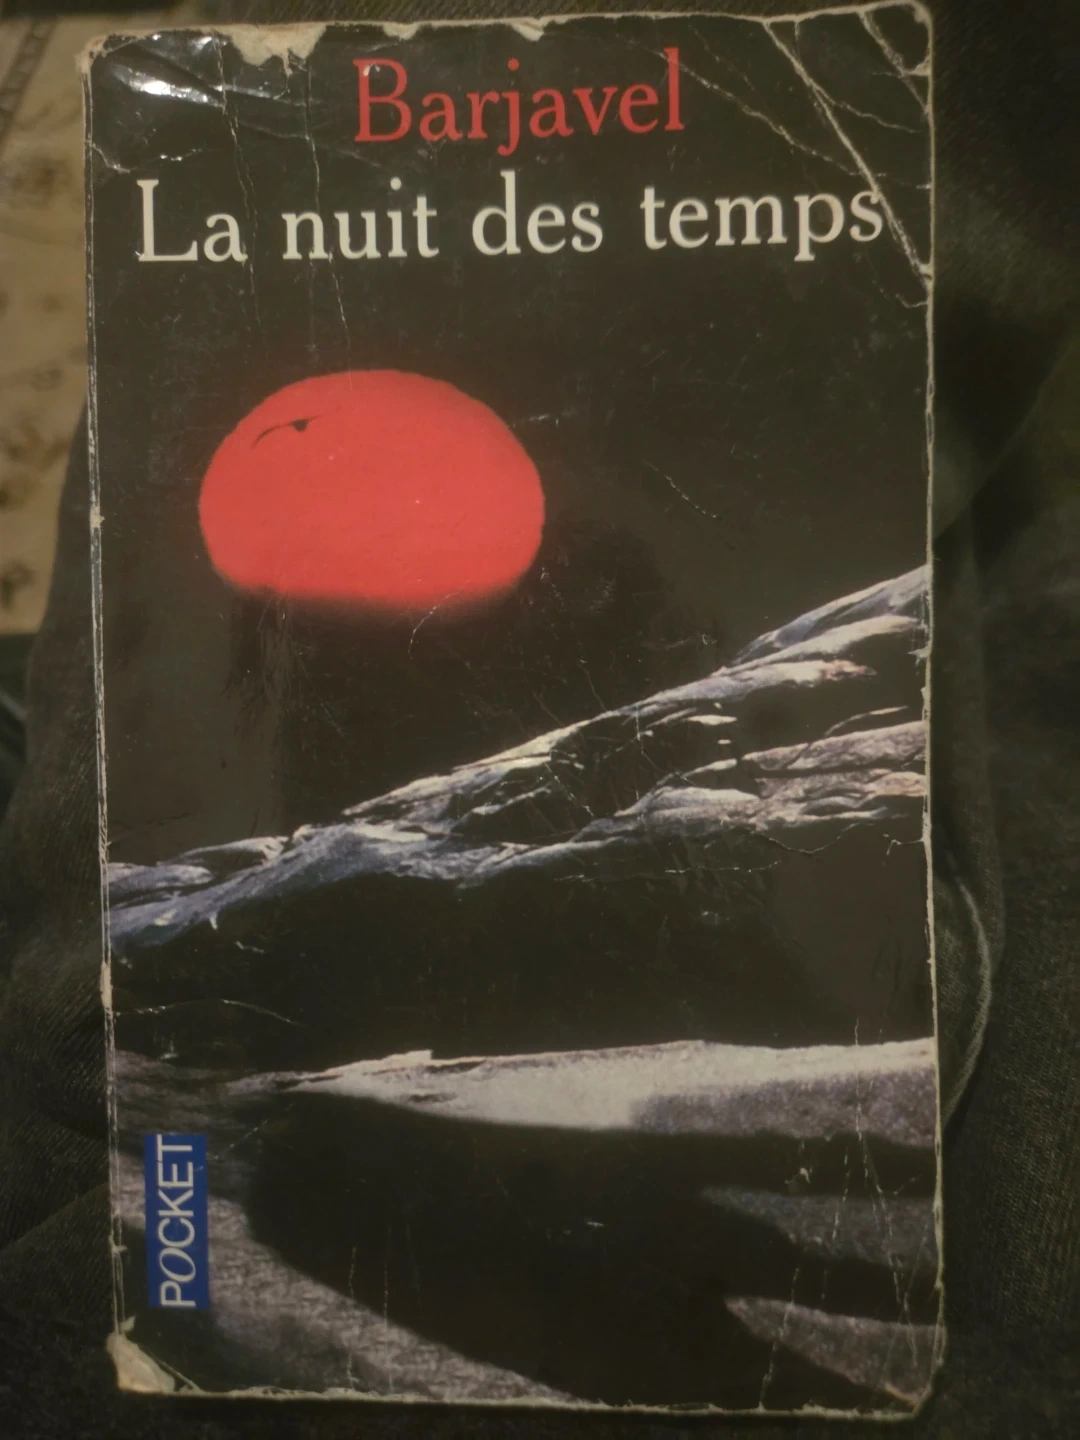 Barjavel
La nuit des temps
POCKET